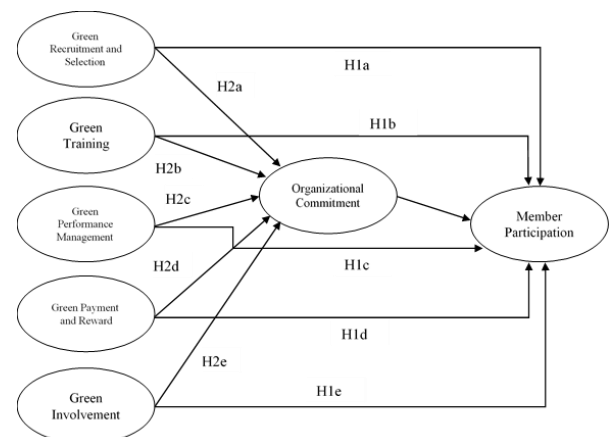 Green
Recruitment and
Selection
H1a
H2a
Green
Training
H1b
H2b
Organizational
Commitment
H2c
Green
Performance
Management
Member
Participation
H2d
H1c
Green Payment
and Reward
H1d
H2e
Green
Involvement
H1e